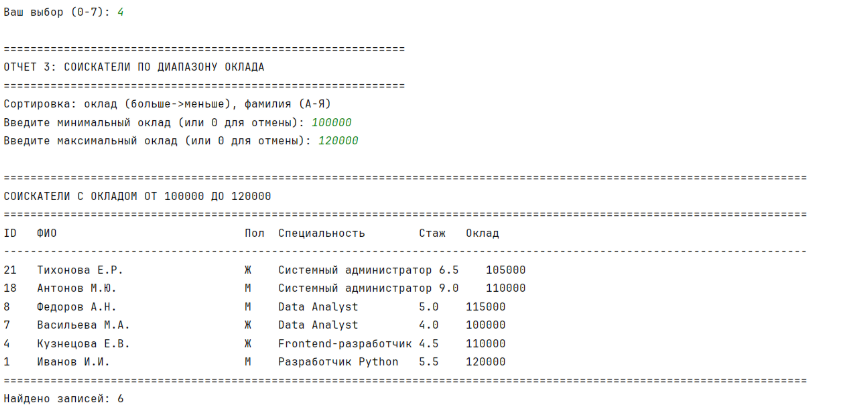 Ваш выбор (0-7): 4
============================================================
ОТЧЕТ 3: СОИСКАТЕЛИ ПО ДИАПАЗОНУ ОКЛАДА
============================================================
Сортировка: оклад (больше->меньше), фамилия (А-Я)
Введите минимальный оклад (или 0 для отмены): 100000
Введите максимальный оклад (или 0 для отмены): 120000
========================================================================================================================
СОИСКАТЕЛИ С ОКЛАДОМ ОТ 100000 ДО 120000
========================================================================================================================
ID   ФИО                            Пол  Специальность        Стаж   Оклад
------------------------------------------------------------------------------------------------------------------------
21   Тихонова Е.Р.                  Ж    Системный администратор 6.5    105000
18   Антонов М.Ю.                   М    Системный администратор 9.0    110000
8    Федоров А.Н.                   М    Data Analyst         5.0    115000
7    Васильева М.А.                 Ж    Data Analyst         4.0    100000
4    Кузнецова Е.В.                 Ж    Frontend-разработчик 4.5    110000
1    Иванов И.И.                    М    Разработчик Python   5.5    120000
========================================================================================================================
Найдено записей: 6